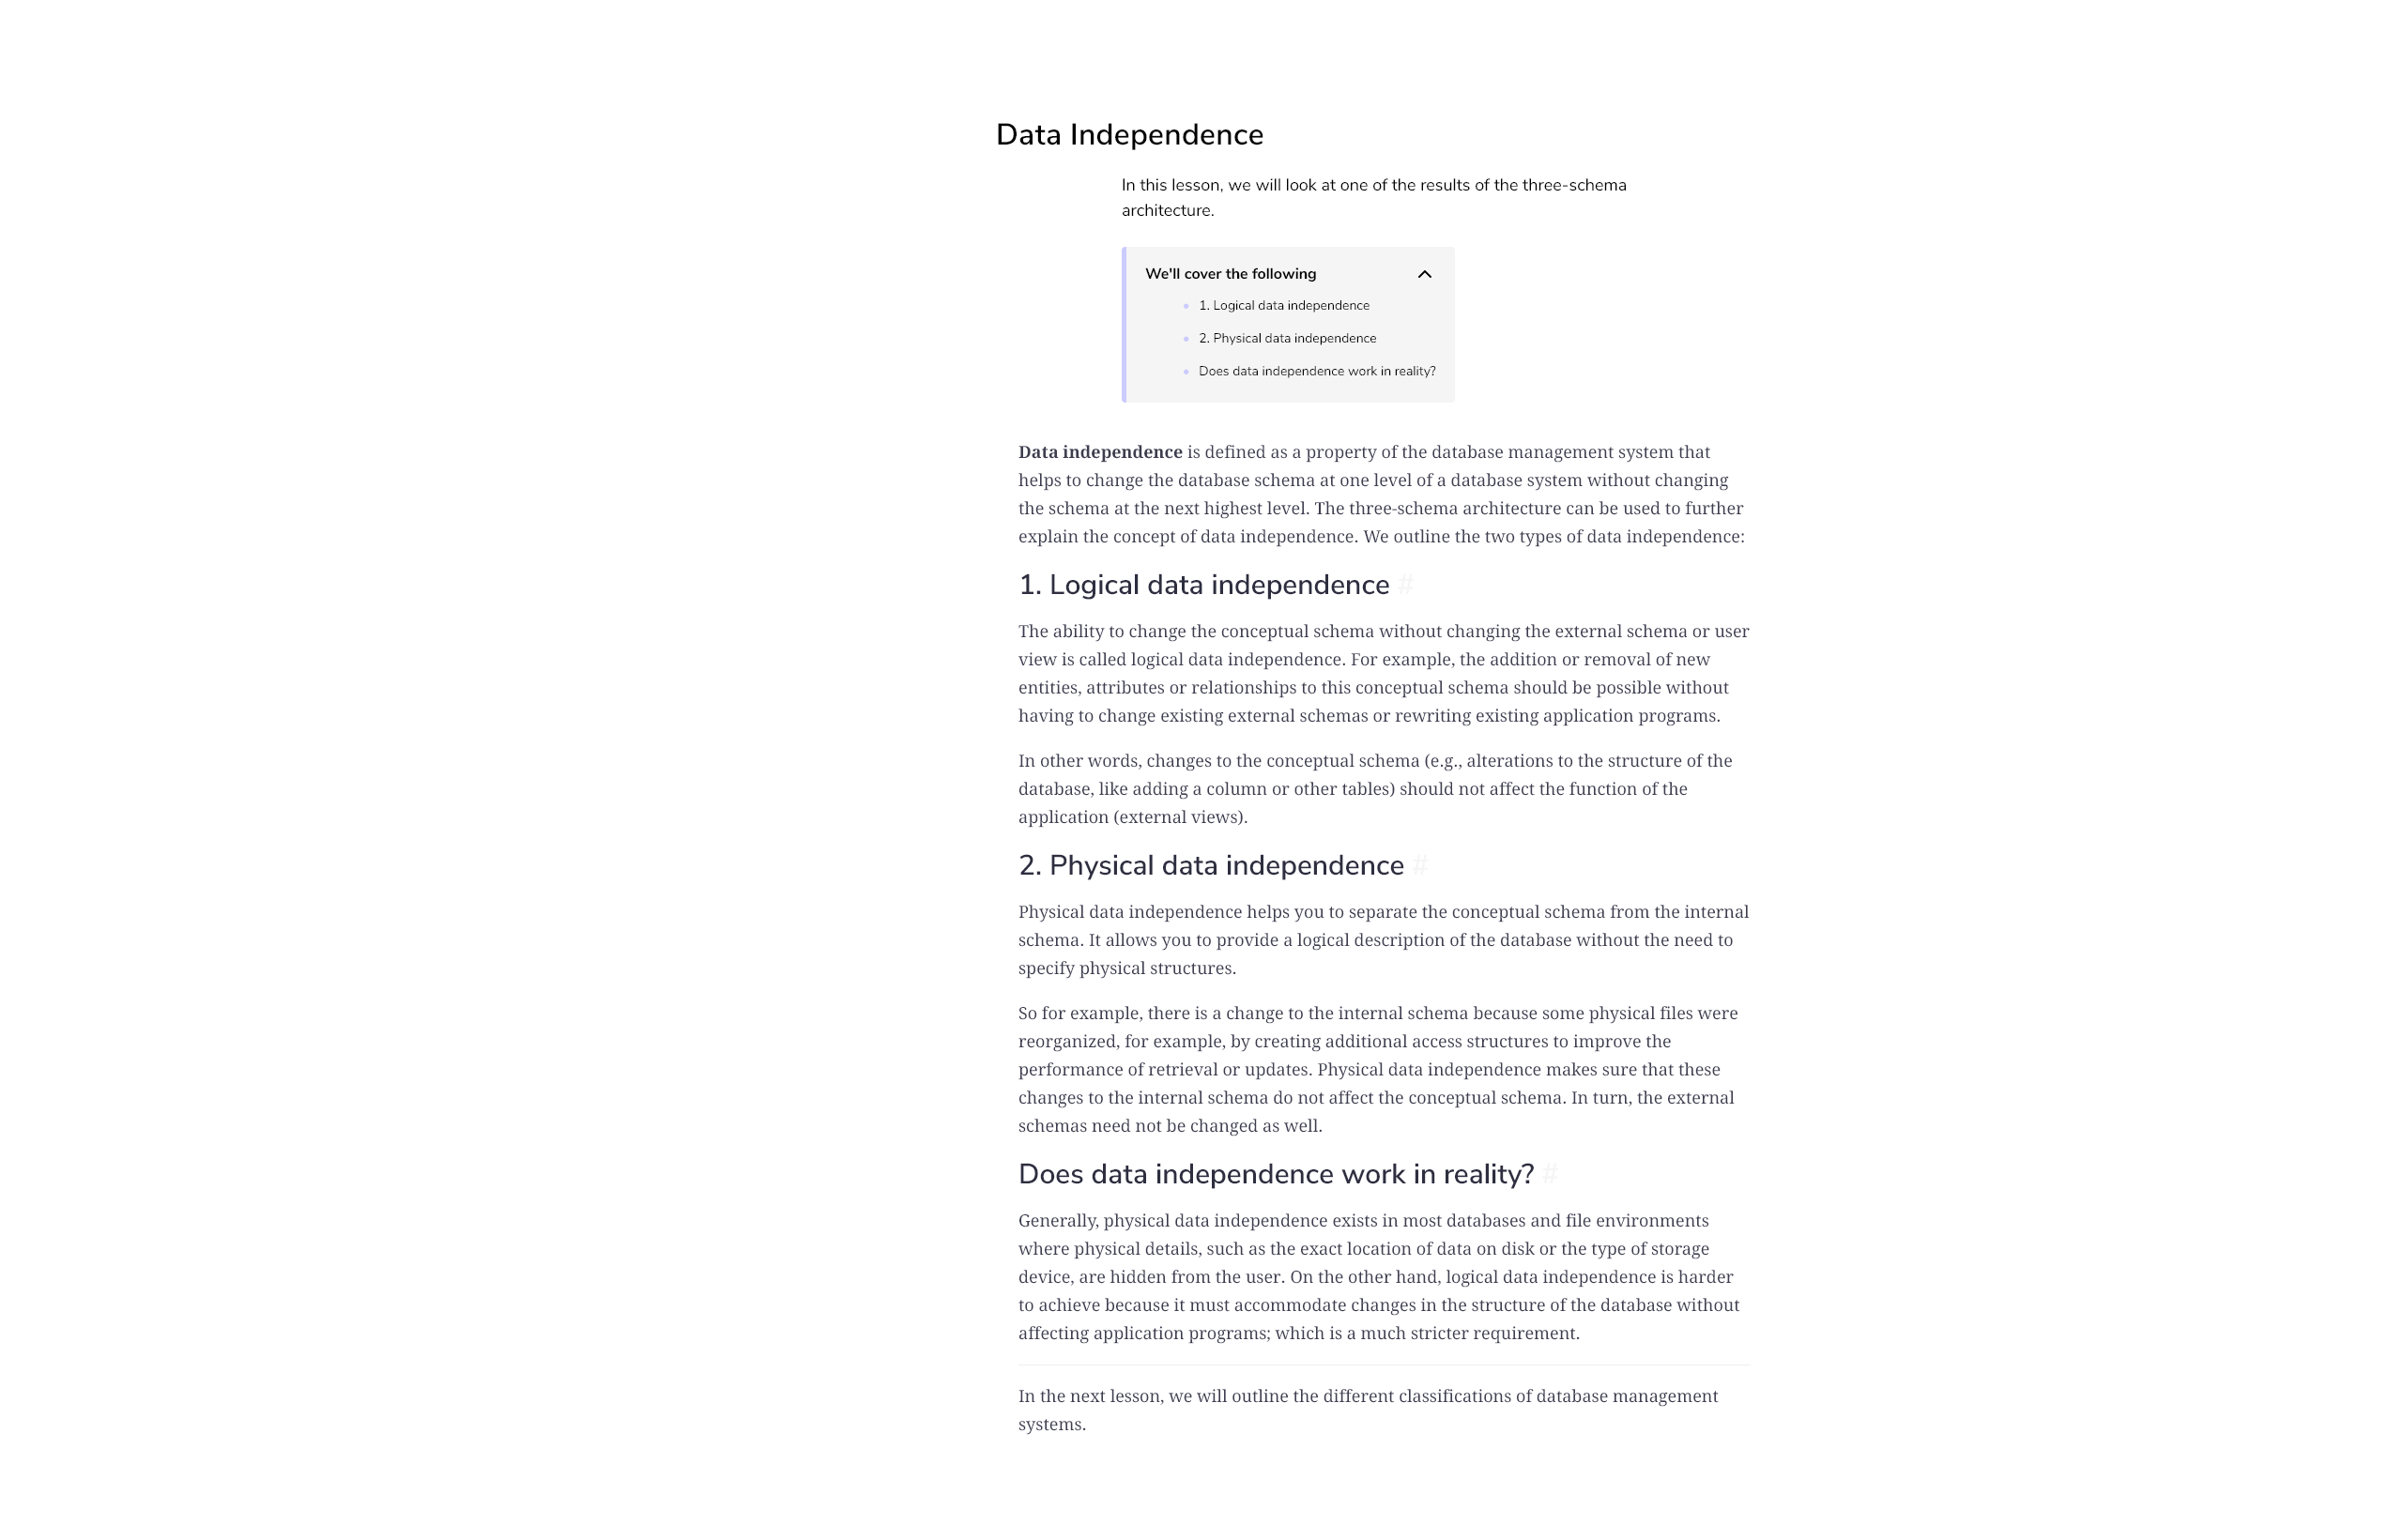 Data Independence
In this lesson, we will look at one of the results of the three-schema
architecture.
We'll cover the following
1. Logical data independence
2. Physical data independence
Does data independence work in reality?
Data independence is defined as a property of the database management system that
helps to change the database schema at one level of a database system without changing
the schema at the next highest level. The three-schema architecture can be used to further
explain the concept of data independence. We outline the two types of data independence:
1. Logical data independence #
The ability to change the conceptual schema without changing the external schema or user
view is called logical data independence. For example, the addition or removal of new
entities, attributes or relationships to this conceptual schema should be possible without
having to change existing external schemas or rewriting existing application programs.
In other words, changes to the conceptual schema (e.g., alterations to the structure of the
database, like adding a column or other tables) should not affect the function of the
application (external views).
2. Physical data independence #
Physical data independence helps you to separate the conceptual schema from the internal
schema. It allows you to provide a logical description of the database without the need to
specify physical structures.
So for example, there is a change to the internal schema because some physical files were
reorganized, for example, by creating additional access structures to improve the
performance of retrieval or updates. Physical data independence makes sure that these
changes to the internal schema do not affect the conceptual schema. In turn, the external
schemas need not be changed as well.
Does data independence work in reality? #
Generally, physical data independence exists in most databases and file environments
where physical details, such as the exact location of data on disk or the type of storage
device, are hidden from the user. On the other hand, logical data independence is harder
to achieve because it must accommodate changes in the structure of the database without
affecting application programs; which is a much stricter requirement.
In the next lesson, we will outline the different classifications of database management
systems.